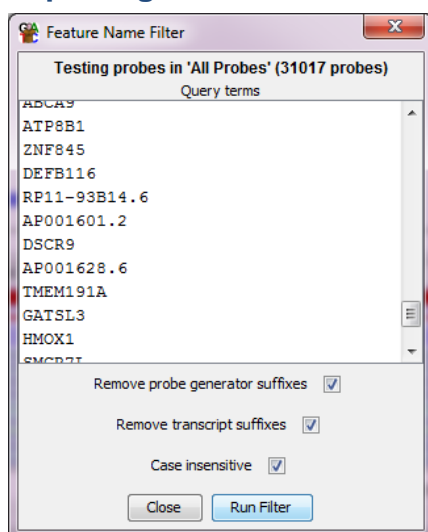 Feature Name Filter
Testing probes in 'All Probes' (31017 probes)
Query terms
ABCA9
ATP8B1
ZNF845
DEFB116
RP11-93B14.6
AP001601.2
DSCR9
AP001628.6
TMEM191A
GATSL3
HMOX1
Remove probe generator suffixes
Remove transcript suffixes
Case insensitive
Close Run Filter